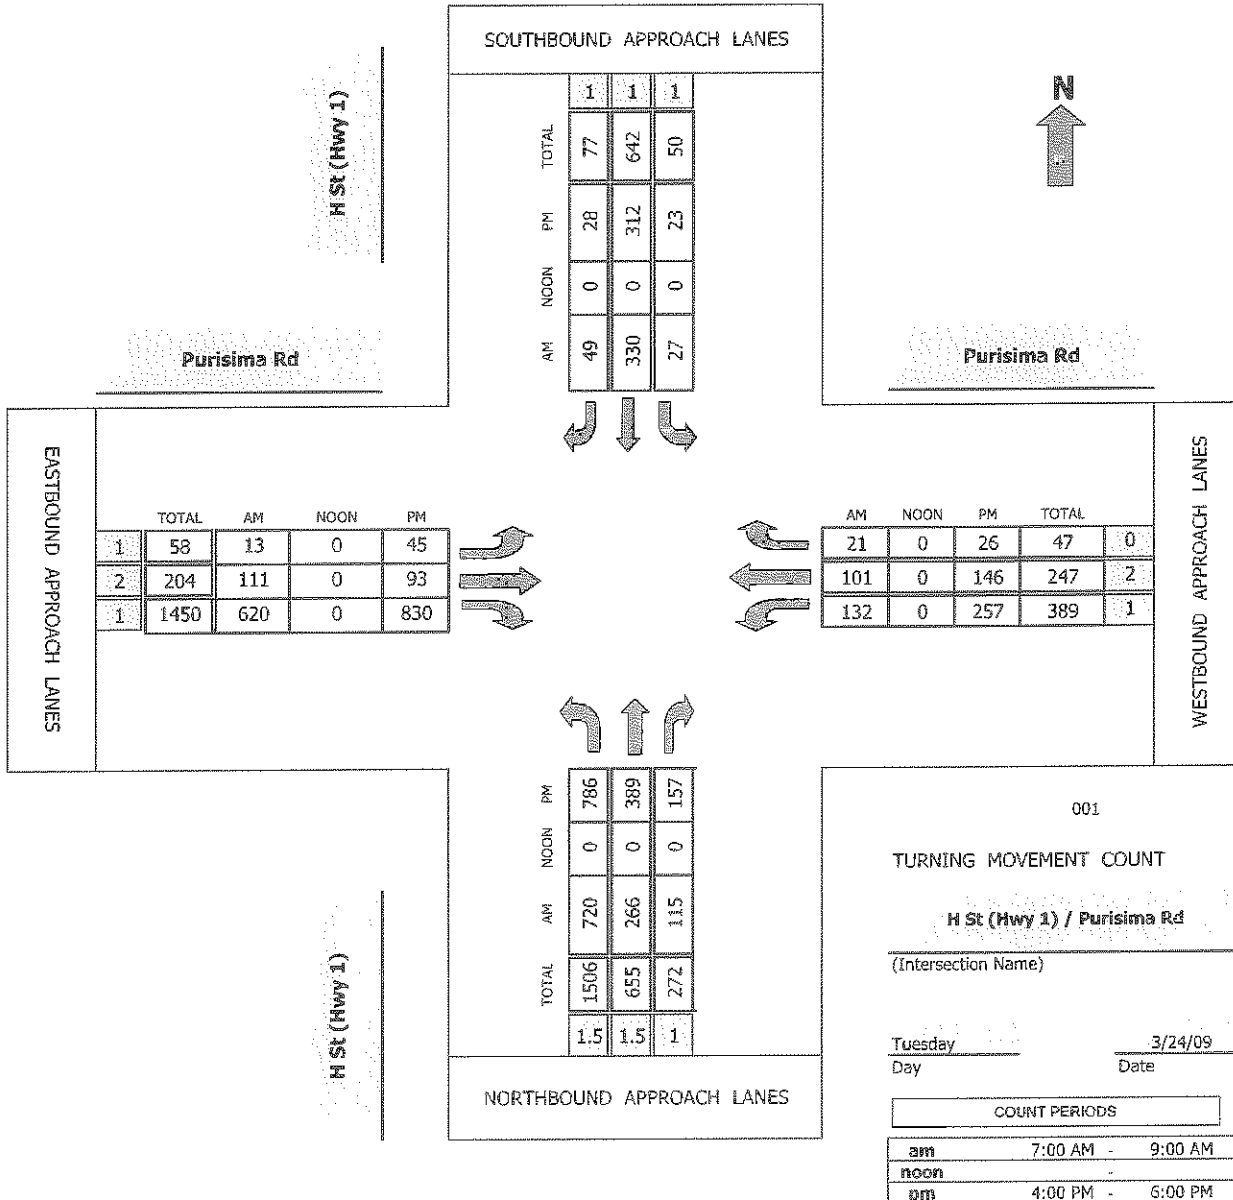 SOUTHBOUND APPROACH LANES
H St (Hwy 1)
N
1 1 1
TOTAL 77 642 50
PM 28 312 23
NOON 0 0 0
AM 49 330 27
Purisima Rd
Purisima Rd
EASTBOUND APPROACH LANES
TOTAL AM NOON PM
1 58 13 0 45
2 204 111 0 93
1 1450 620 0 830
AM NOON PM TOTAL
21 0 26 47 0
101 0 146 247 2
132 0 257 389 1
WESTBOUND APPROACH LANES
PM 786 389 157
NOON 0 0 0
AM 720 266 115
TOTAL 1506 655 272
1.5 1.5 1
NORTHBOUND APPROACH LANES
H St (Hwy 1)
001
TURNING MOVEMENT COUNT
H St (Hwy 1) / Purisima Rd
(Intersection Name)
Tuesday 3/24/09
Day Date
COUNT PERIODS
am 7:00 AM - 9:00 AM
noon -
pm 4:00 PM - 6:00 PM